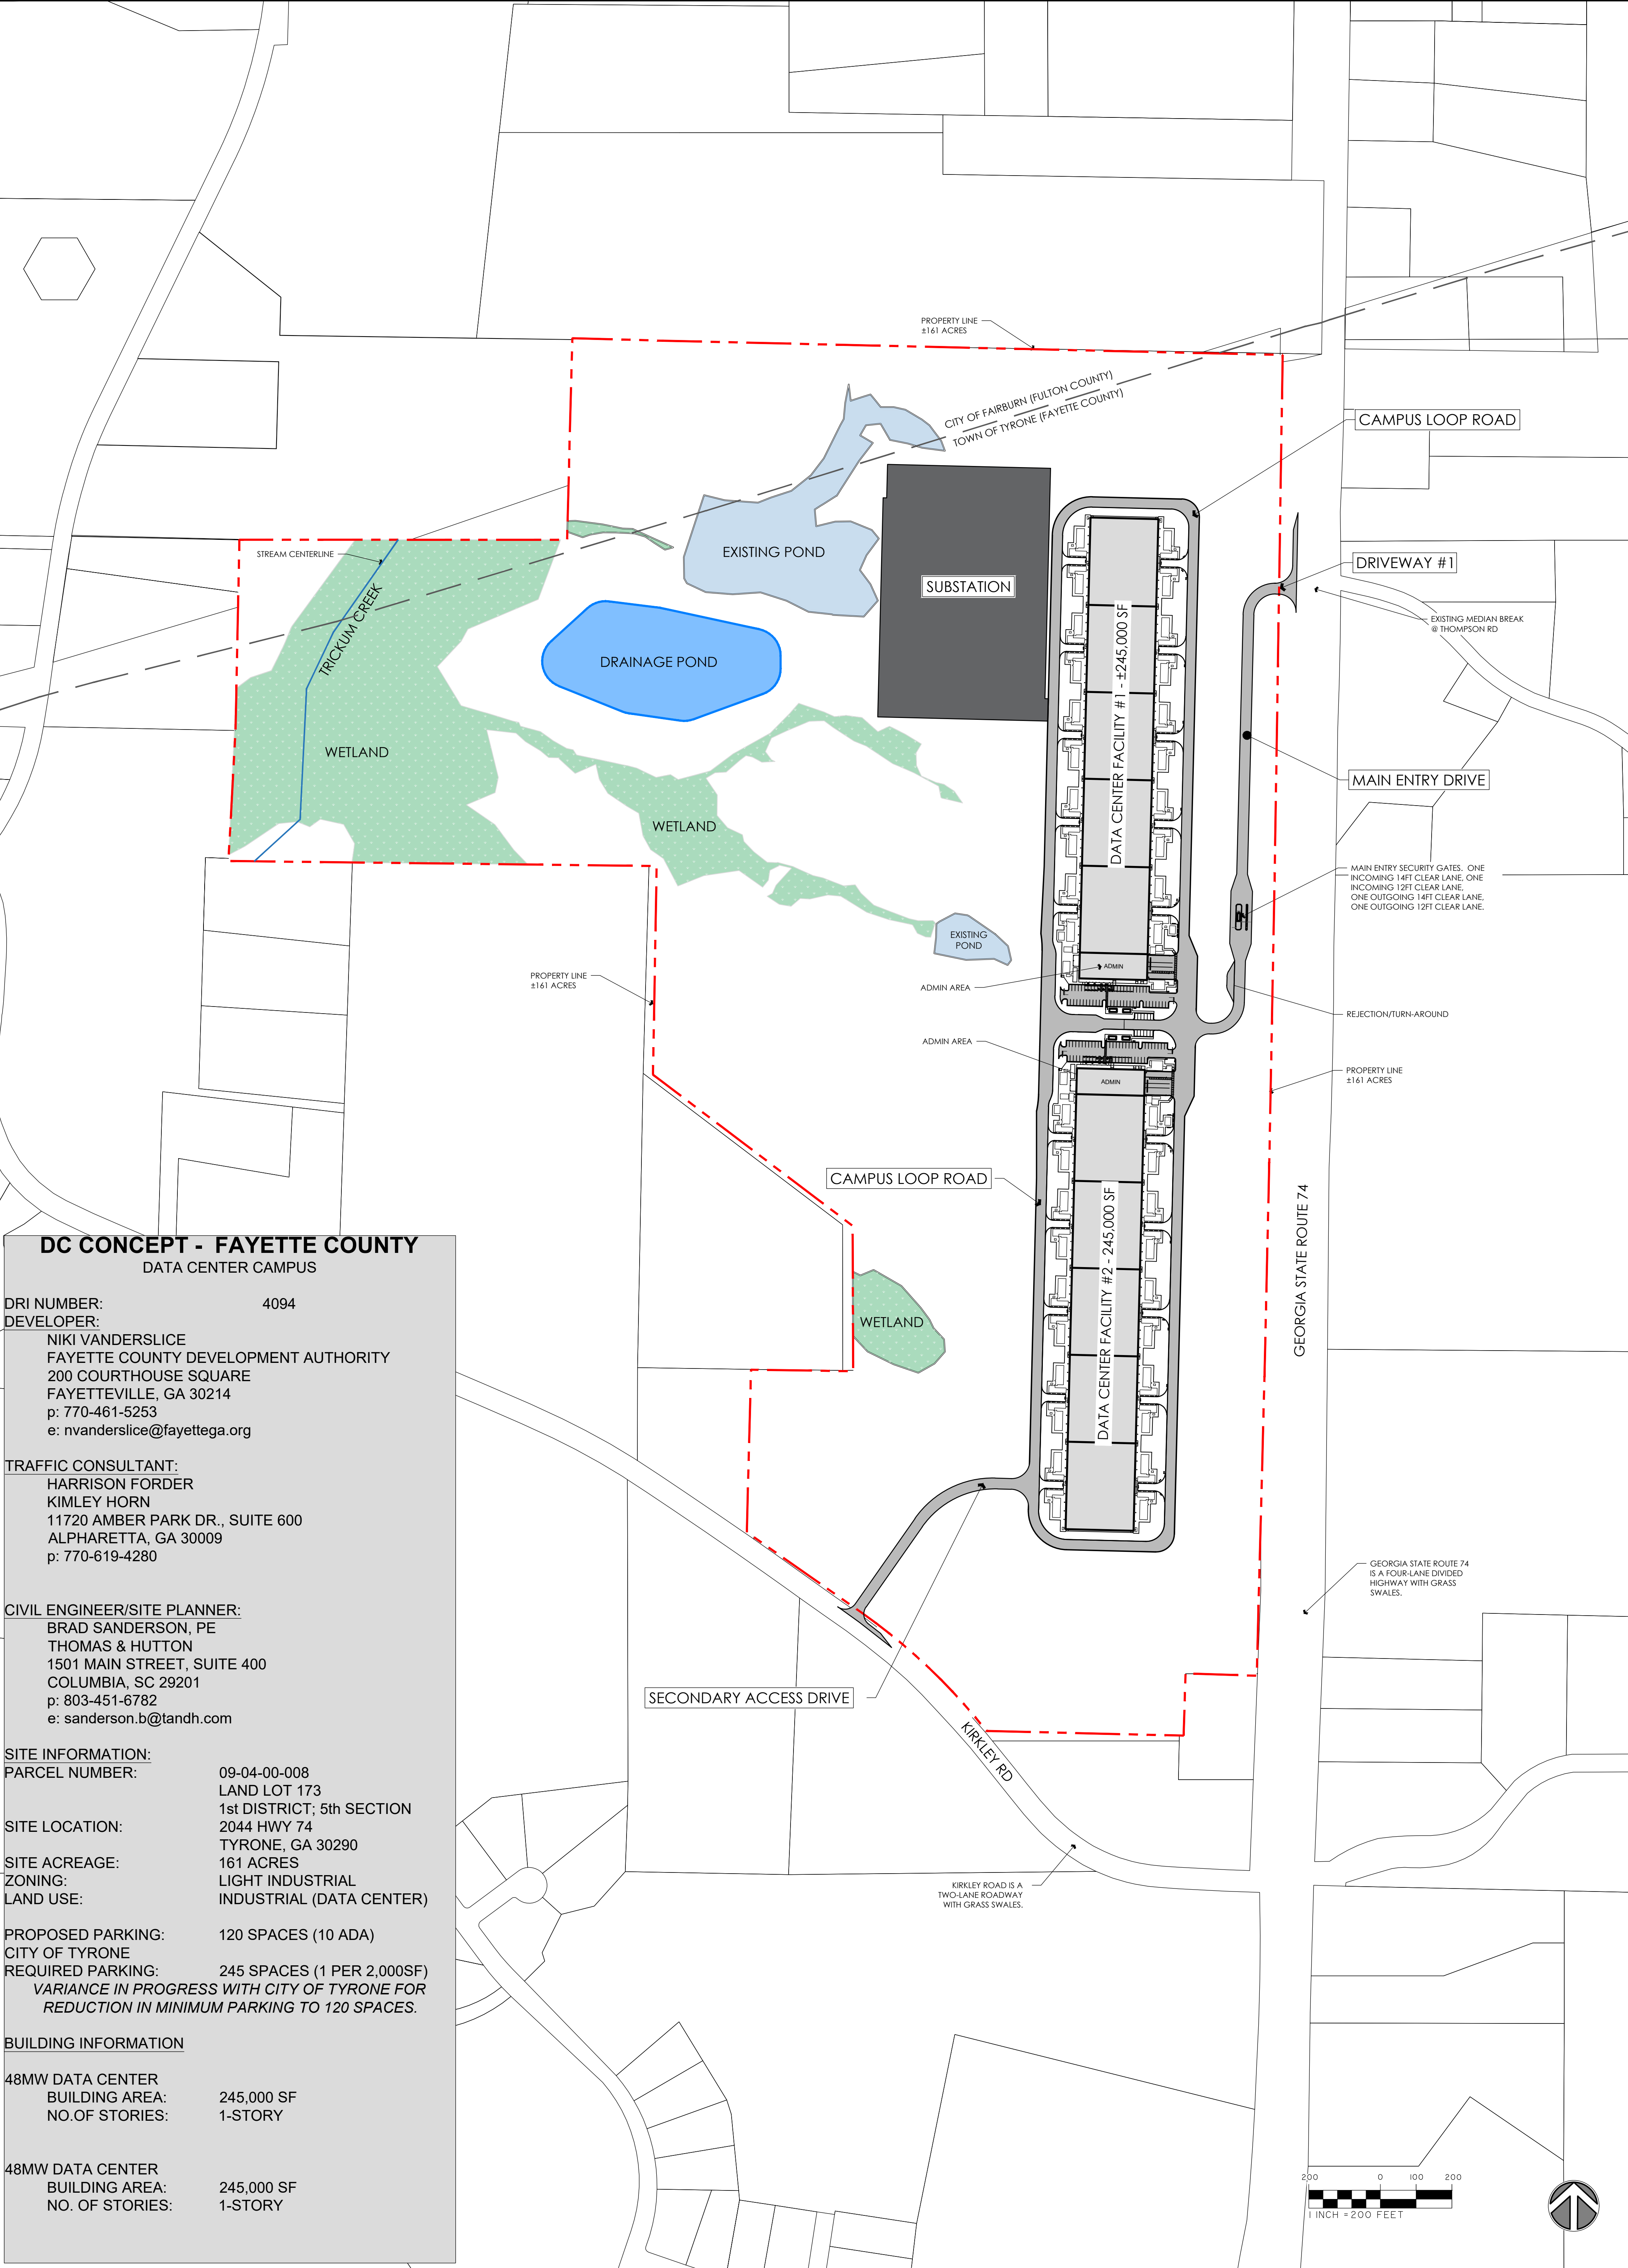 PROPERTY LINE
±161 ACRES
CITY OF FAIRBURN (FULTON COUNTY)
TOWN OF TYRONE (FAYETTE COUNTY)
CAMPUS LOOP ROAD
STREAM CENTERLINE
TRICKUM CREEK
EXISTING POND
SUBSTATION
DRIVEWAY #1
EXISTING MEDIAN BREAK
@ THOMPSON RD
DRAINAGE POND
DATA CENTER FACILITY #1 - ±245,000 SF
WETLAND
MAIN ENTRY DRIVE
WETLAND
MAIN ENTRY SECURITY GATES. ONE
INCOMING 14FT CLEAR LANE, ONE
INCOMING 12FT CLEAR LANE,
ONE OUTGOING 14FT CLEAR LANE,
ONE OUTGOING 12FT CLEAR LANE.
EXISTING
POND
ADMIN
PROPERTY LINE
±161 ACRES
ADMIN AREA
REJECTION/TURN-AROUND
ADMIN AREA
PROPERTY LINE
±161 ACRES
ADMIN
CAMPUS LOOP ROAD
DATA CENTER FACILITY #2 - 245,000 SF
GEORGIA STATE ROUTE 74
WETLAND
GEORGIA STATE ROUTE 74
IS A FOUR-LANE DIVIDED
HIGHWAY WITH GRASS
SWALES.
SECONDARY ACCESS DRIVE
KIRKLEY RD
KIRKLEY ROAD IS A
TWO-LANE ROADWAY
WITH GRASS SWALES.
DC CONCEPT - FAYETTE COUNTY
DATA CENTER CAMPUS
DRI NUMBER: 4094
DEVELOPER:
NIKI VANDERSLICE
FAYETTE COUNTY DEVELOPMENT AUTHORITY
200 COURTHOUSE SQUARE
FAYETTEVILLE, GA 30214
p: 770-461-5253
e: nvanderslice@fayettega.org
TRAFFIC CONSULTANT:
HARRISON FORDER
KIMLEY HORN
11720 AMBER PARK DR., SUITE 600
ALPHARETTA, GA 30009
p: 770-619-4280
CIVIL ENGINEER/SITE PLANNER:
BRAD SANDERSON, PE
THOMAS & HUTTON
1501 MAIN STREET, SUITE 400
COLUMBIA, SC 29201
p: 803-451-6782
e: sanderson.b@tandh.com
SITE INFORMATION:
PARCEL NUMBER: 09-04-00-008
LAND LOT 173
1st DISTRICT; 5th SECTION
SITE LOCATION: 2044 HWY 74
TYRONE, GA 30290
SITE ACREAGE: 161 ACRES
ZONING: LIGHT INDUSTRIAL
LAND USE: INDUSTRIAL (DATA CENTER)
PROPOSED PARKING: 120 SPACES (10 ADA)
CITY OF TYRONE
REQUIRED PARKING: 245 SPACES (1 PER 2,000SF)
VARIANCE IN PROGRESS WITH CITY OF TYRONE FOR
REDUCTION IN MINIMUM PARKING TO 120 SPACES.
BUILDING INFORMATION
48MW DATA CENTER
BUILDING AREA: 245,000 SF
NO.OF STORIES: 1-STORY
48MW DATA CENTER
BUILDING AREA: 245,000 SF
NO. OF STORIES: 1-STORY
200 0 100 200
1 INCH = 200 FEET